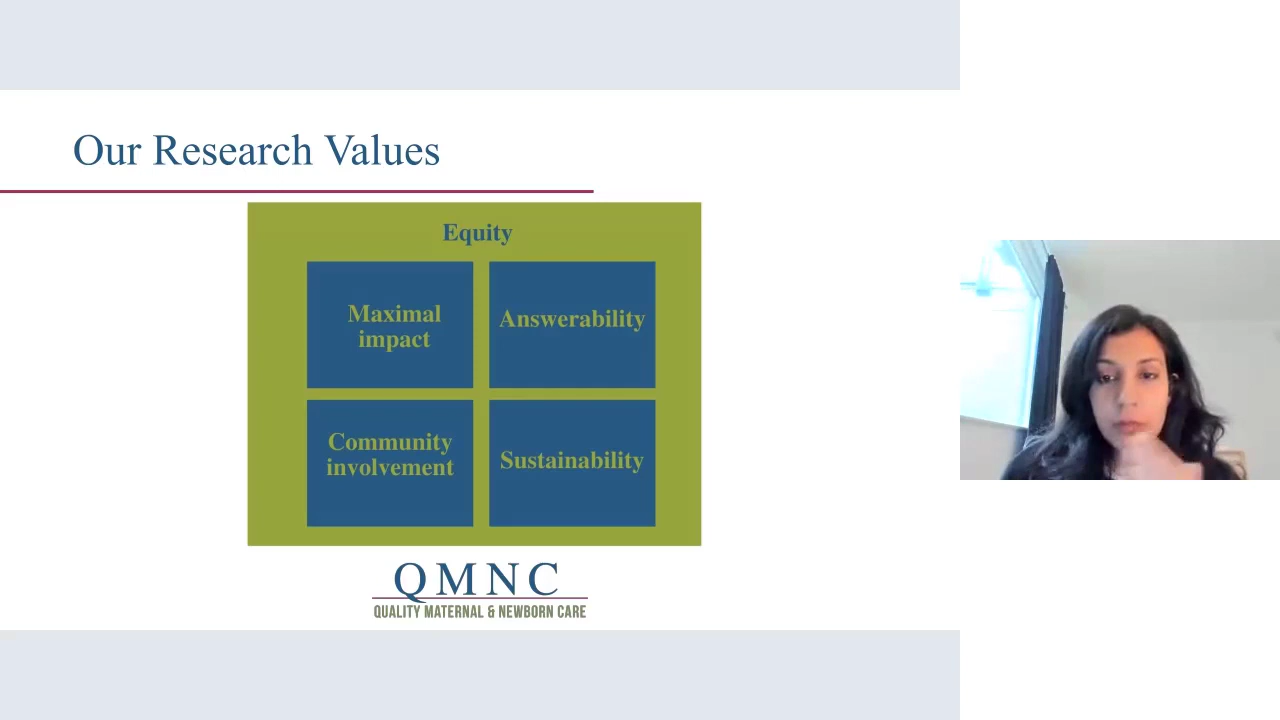 Our Research Values
Equity
Maximal
impact
Answerability
Community
involvement
Sustainability
QMNC
QUALITY MATERNAL & NEWBORN CARE